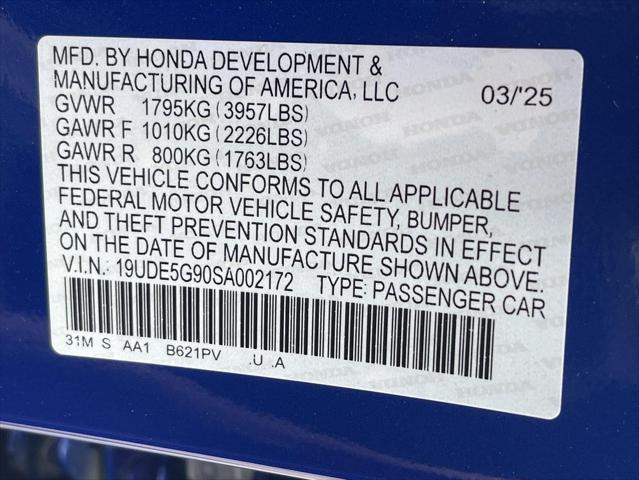 MFD. BY HONDA DEVELOPMENT &
MANUFACTURING OF AMERICA, LLC 03/'25
GVWR 1795KG (3957LBS)
GAWR F 1010KG (2226LBS)
GAWR R 800KG (1763LBS)
THIS VEHICLE CONFORMS TO ALL APPLICABLE
FEDERAL MOTOR VEHICLE SAFETY, BUMPER,
AND THEFT PREVENTION STANDARDS IN EFFECT
ON THE DATE OF MANUFACTURE SHOWN ABOVE.
V.I.N.: 19UDE5G90SA002172 TYPE: PASSENGER CAR
31M S AA1 B621PV .U .A